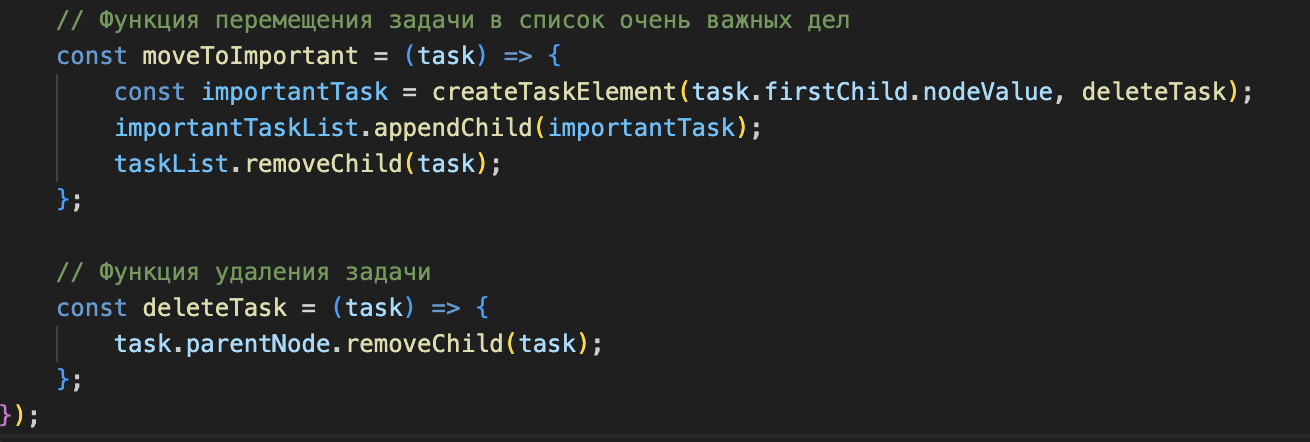 // Функция перемещения задачи в список очень важных дел
const moveToImportant = (task) => {
const importantTask = createTaskElement(task.firstChild.nodeValue, deleteTask);
importantTaskList.appendChild(importantTask);
taskList.removeChild(task);
};
// Функция удаления задачи
const deleteTask = (task) => {
task.parentNode.removeChild(task);
};
});